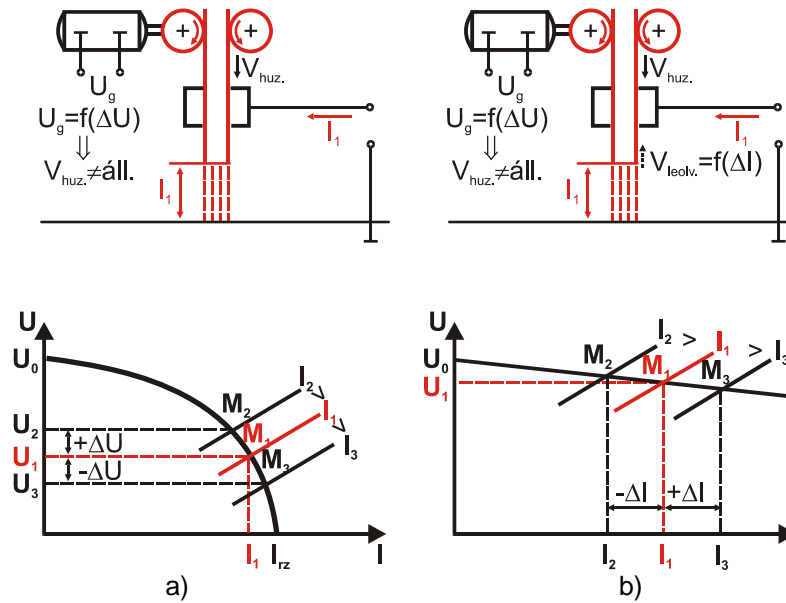 + +
U_g
V_huz.
U_g=f(ΔU)
⇓
V_huz.≠áll.
I_1
I_1
+ +
U_g
V_huz.
U_g=f(ΔU)
⇓
V_huz.≠áll.
I_1
V_leolv.=f(ΔI)
I_1
U
U_0
U_2
+ΔU
U_1
-ΔU
U_3
M_2
M_1
M_3
I_2
>
I_1
>
I_3
I_1
I_rz
I
a)
U
U_0
U_1
M_2
M_1
M_3
I_2 > I_1 > I_3
-ΔI +ΔI
I_2 I_1 I_3
b)